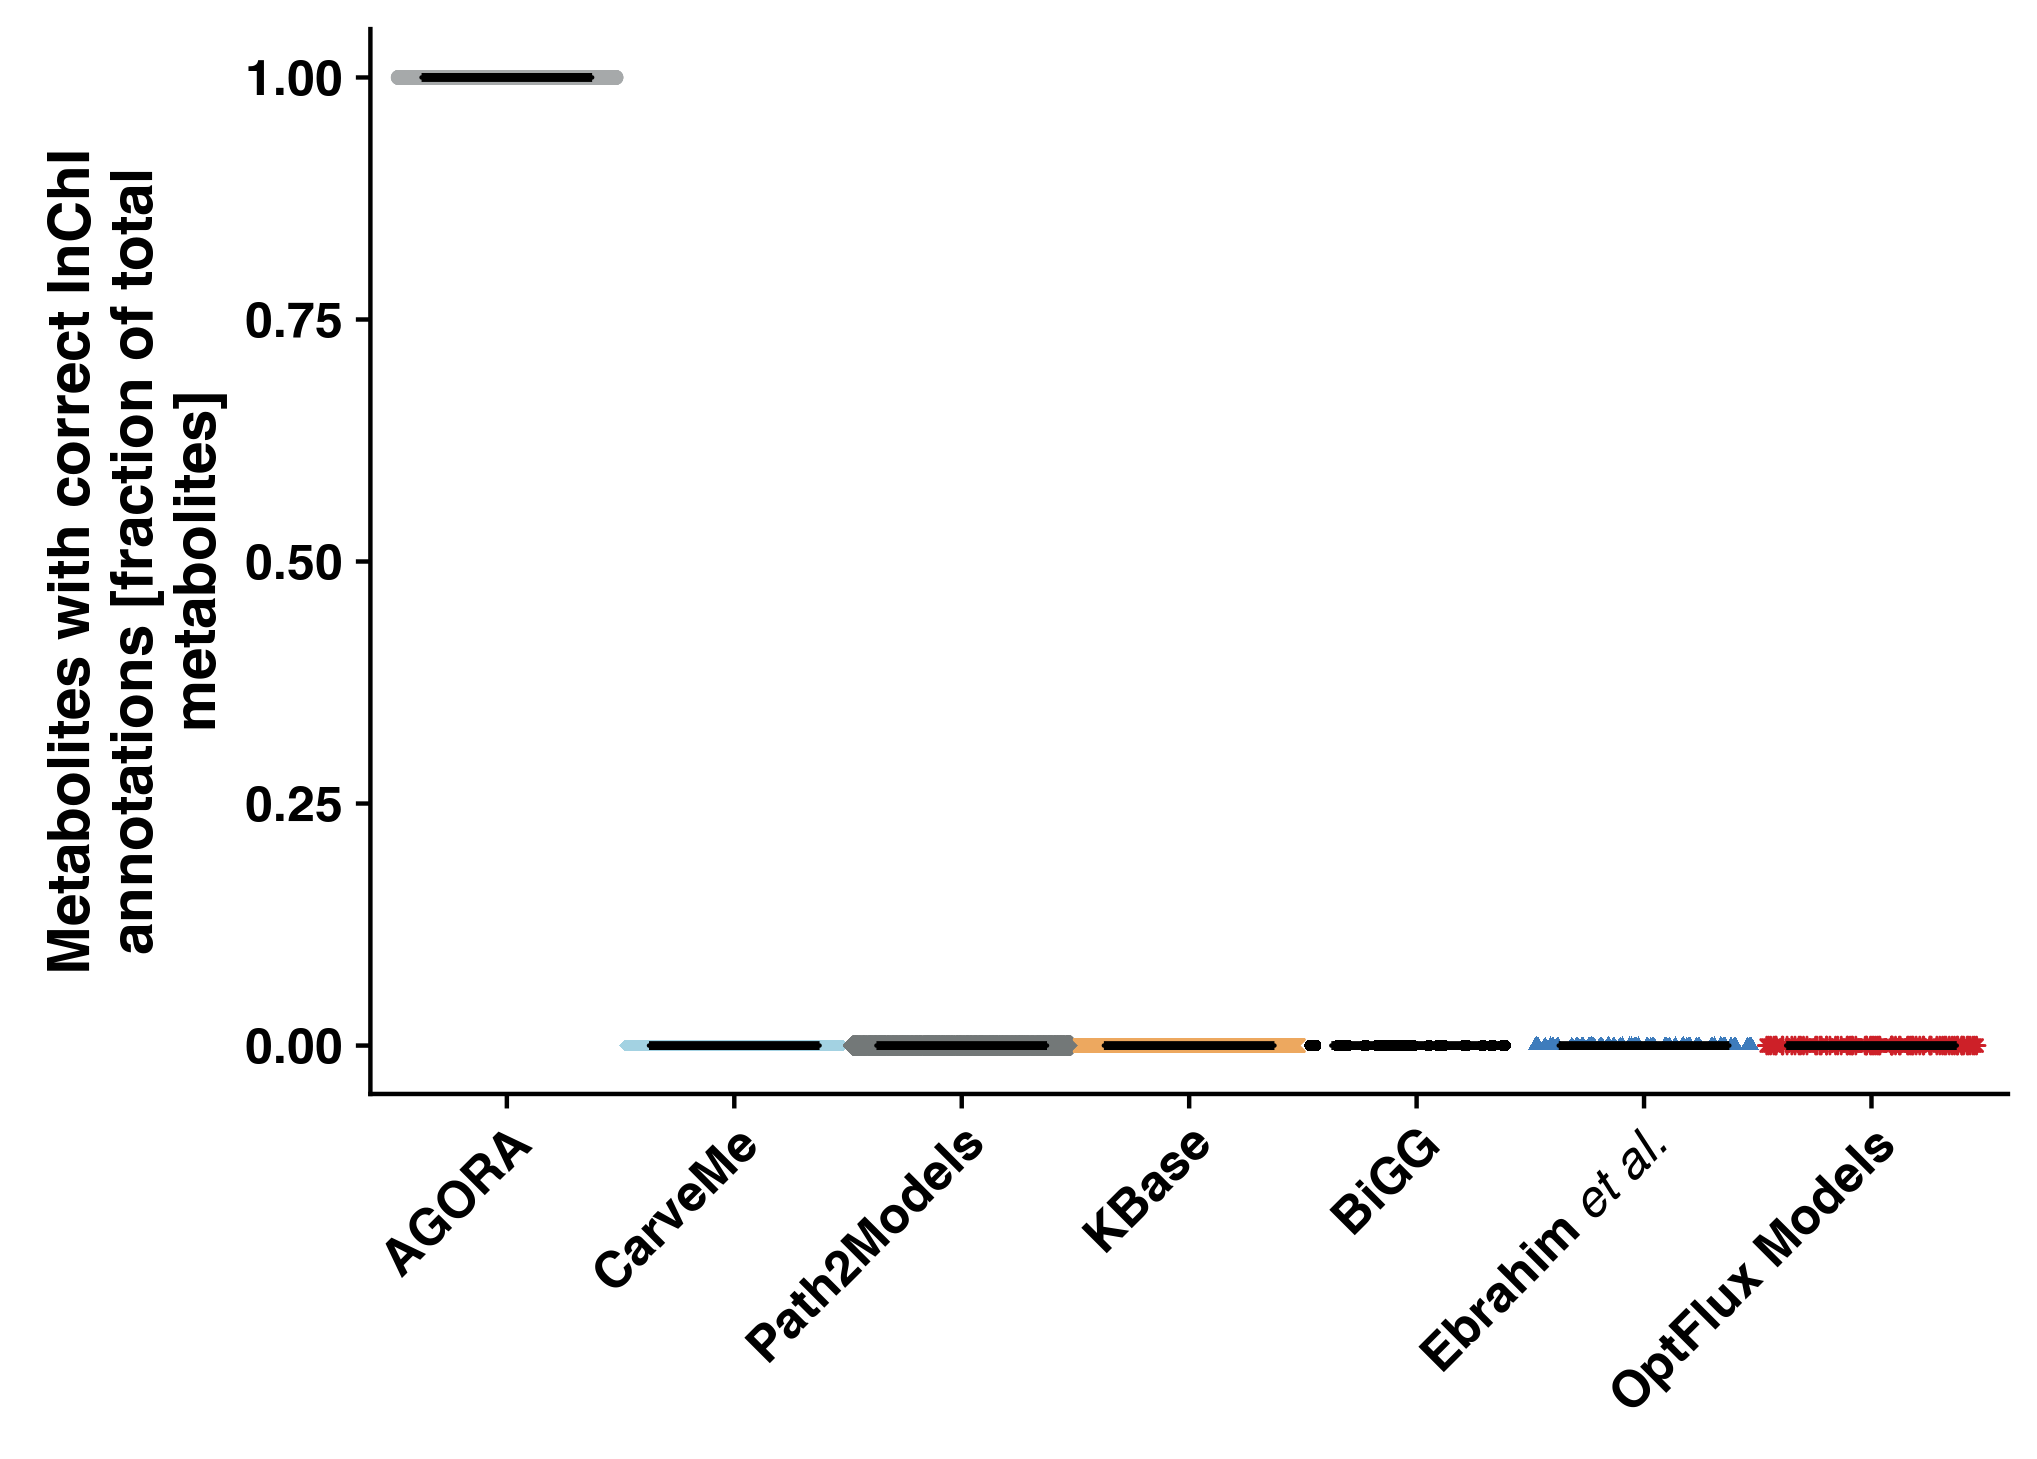 Metabolites with correct InChI
annotations [fraction of total
metabolites]
1.00
0.75
0.50
0.25
0.00
AGORA
CarveMe
Path2Models
KBase
BiGG
Ebrahim et al.
OptFlux Models